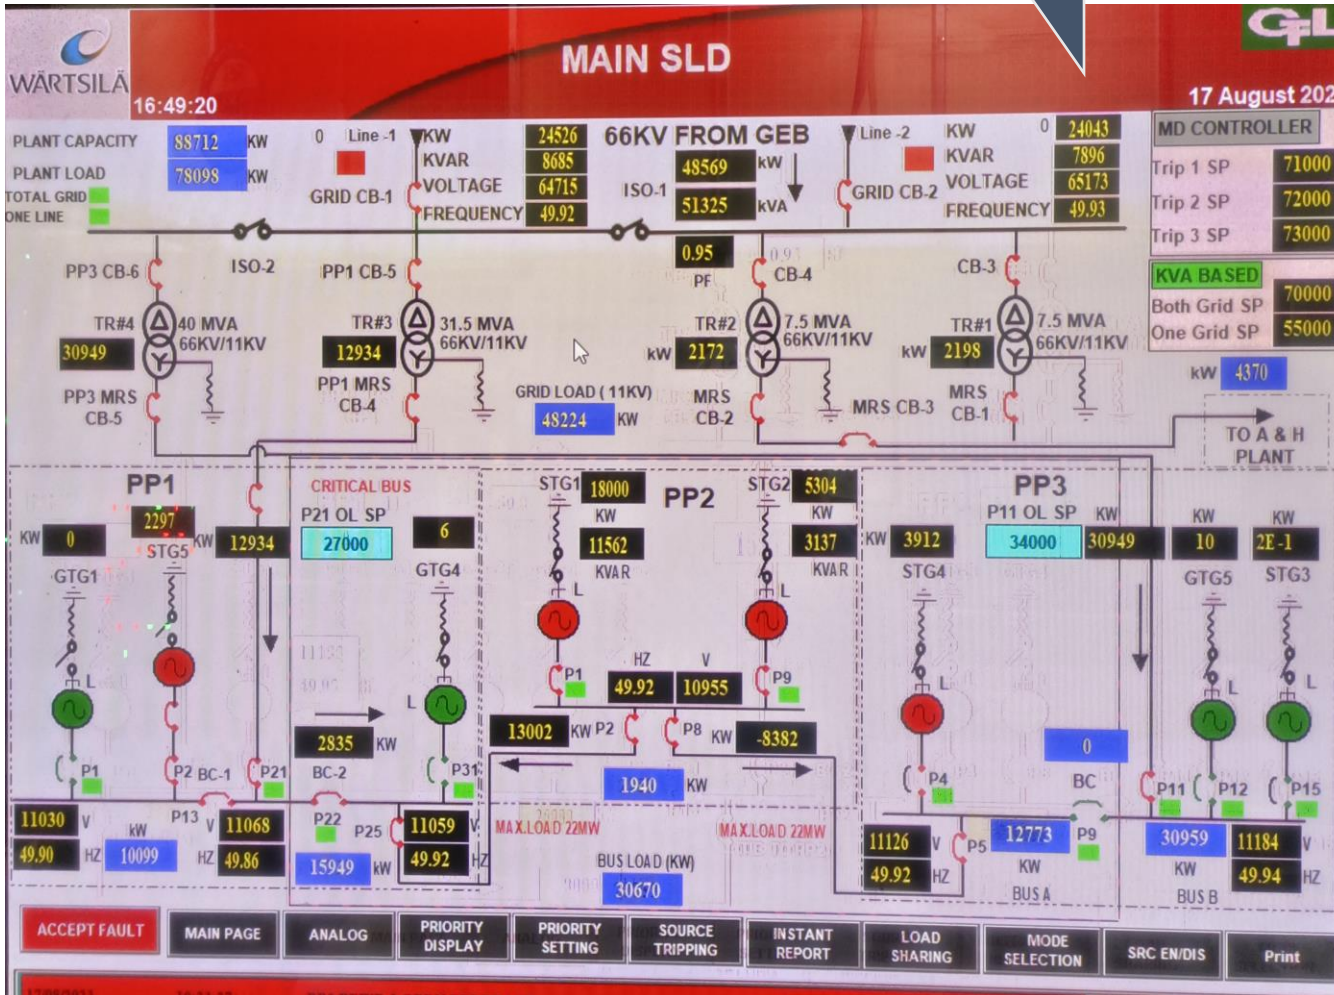 WÄRTSILÄ
MAIN SLD
GFL
16:49:20
17 August 202
PLANT CAPACITY 88712 KW
PLANT LOAD 78098 KW
TOTAL GRID
ONE LINE
0 Line -1
GRID CB-1
KW 24526
KVAR 8685
VOLTAGE 64715
FREQUENCY 49.92
66KV FROM GEB
48569 kW
ISO-1
51325 kVA
0.95
PF
Line -2
GRID CB-2
KW 0 24043
KVAR 7896
VOLTAGE 65173
FREQUENCY 49.93
MD CONTROLLER
Trip 1 SP 71000
Trip 2 SP 72000
Trip 3 SP 73000
KVA BASED
Both Grid SP 70000
One Grid SP 55000
kW 4370
TO A & H
PLANT
ISO-2
PP3 CB-6
TR#4
40 MVA
66KV/11KV
30949
PP3 MRS
CB-5
PP1 CB-5
TR#3
31.5 MVA
66KV/11KV
12934
PP1 MRS
CB-4
GRID LOAD ( 11KV)
48224 KW
CB-4
TR#2
7.5 MVA
66KV/11KV
kW 2172
MRS
CB-2
MRS CB-3
CB-3
TR#1
7.5 MVA
66KV/11KV
kW 2198
MRS
CB-1
PP1
CRITICAL BUS
P21 OL SP
27000
KW 0
GTG1
2297
STG5
KW 12934
6
GTG4
L
L
2835 KW
P1
P2
BC-1
P21
BC-2
P31
P13
P22
P25
11030 V
49.90 HZ
kW
10099
V 11068
HZ 49.86
15949 kW
11059 V
49.92 HZ
PP2
STG1 18000
KW
11562
KVAR
STG2 5304
KW
3137
KVAR
L
L
P1
P9
HZ
49.92
V
10955
13002 KW P2
P8 KW -8382
1940 KW
MAX.LOAD 22MW
MAX.LOAD 22MW
BUS LOAD (KW)
30670
PP3
P11 OL SP
34000
KW
30949
KW 3912
STG4
KW
10
GTG5
KW
2E-1
STG3
L
L
L
0
BC
P4
P5
P9
P11
P12
P15
11126 V
49.92 HZ
12773
KW
BUS A
30959
KW
BUS B
11184 V
49.94 HZ
ACCEPT FAULT
MAIN PAGE
ANALOG
PRIORITY
DISPLAY
PRIORITY
SETTING
SOURCE
TRIPPING
INSTANT
REPORT
LOAD
SHARING
MODE
SELECTION
SRC EN/DIS
Print